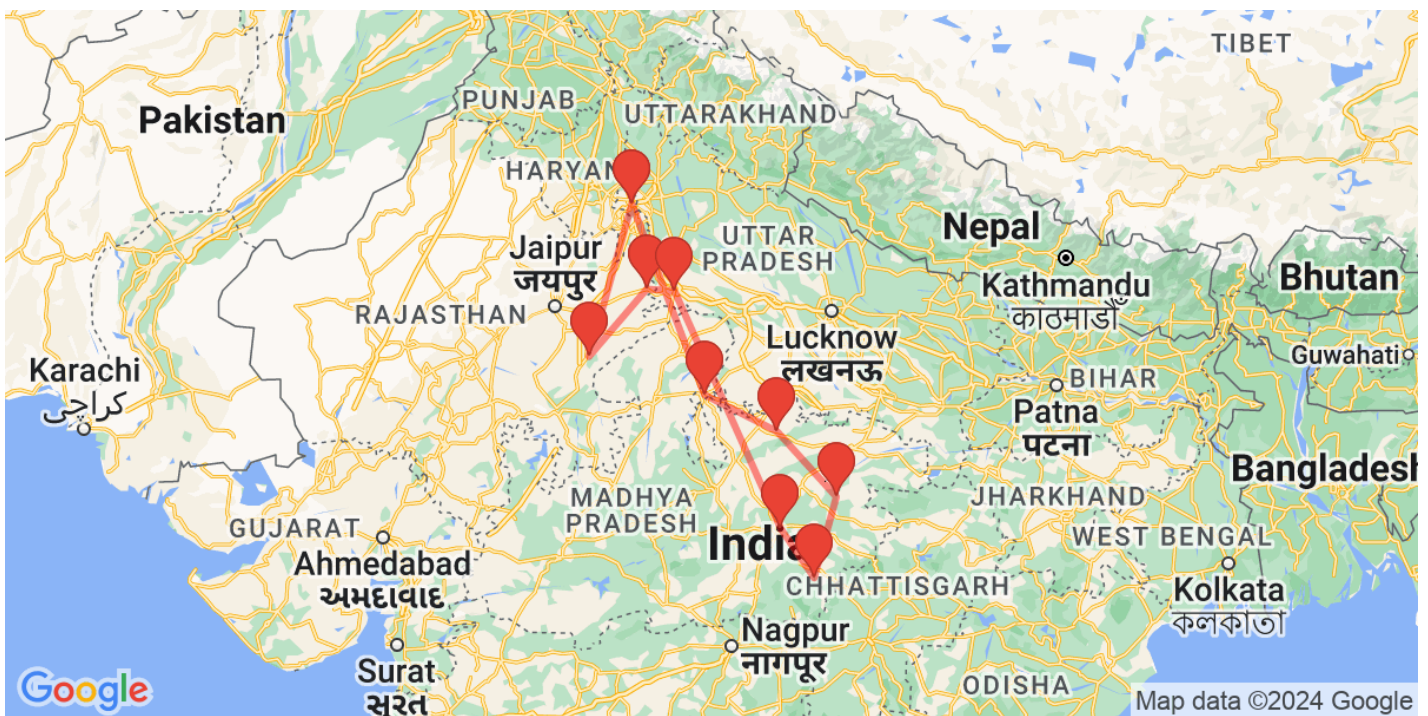 TIBET
PUNJAB
Pakistan
UTTARAKHAND
HARYAN
Jaipur
जयपुर
UTTAR
PRADESH
Nepal
Kathmandu
काठमाडौं
Bhutan
RAJASTHAN
Lucknow
लखनऊ
Guwahati
Karachi
کراچی
BIHAR
Patna
पटना
Bangladesh
MADHYA
PRADESH
JHARKHAND
GUJARAT
India
WEST BENGAL
Ahmedabad
અમદાવાદ
CHHATTISGARH
Kolkata
কলকাতা
Nagpur
नागपूर
Surat
સુરત
ODISHA
Google
Map data ©2024 Google